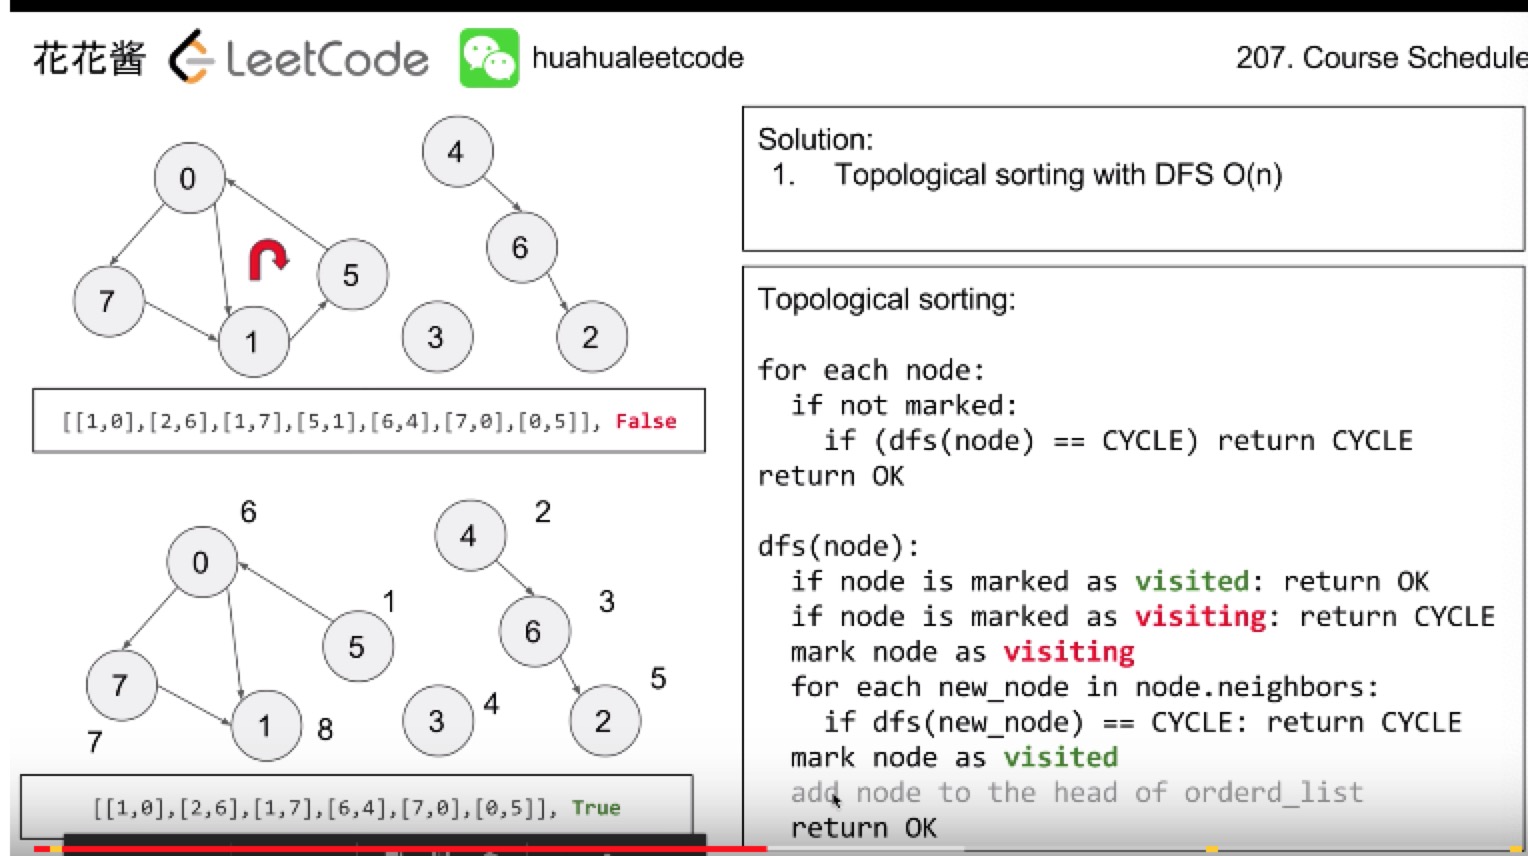 花花酱 LeetCode huahualeetcode 207. Course Schedule
0
4
7
5
6
1
3
2
[[1,0],[2,6],[1,7],[5,1],[6,4],[7,0],[0,5]], False
6
0
4
2
1
5
6
3
7
7
1
8
3
4
2
5
[[1,0],[2,6],[1,7],[6,4],[7,0],[0,5]], True
Solution:
1. Topological sorting with DFS O(n)
Topological sorting:
for each node:
if not marked:
if (dfs(node) == CYCLE) return CYCLE
return OK
dfs(node):
if node is marked as visited: return OK
if node is marked as visiting: return CYCLE
mark node as visiting
for each new_node in node.neighbors:
if dfs(new_node) == CYCLE: return CYCLE
mark node as visited
add node to the head of orderd_list
return OK